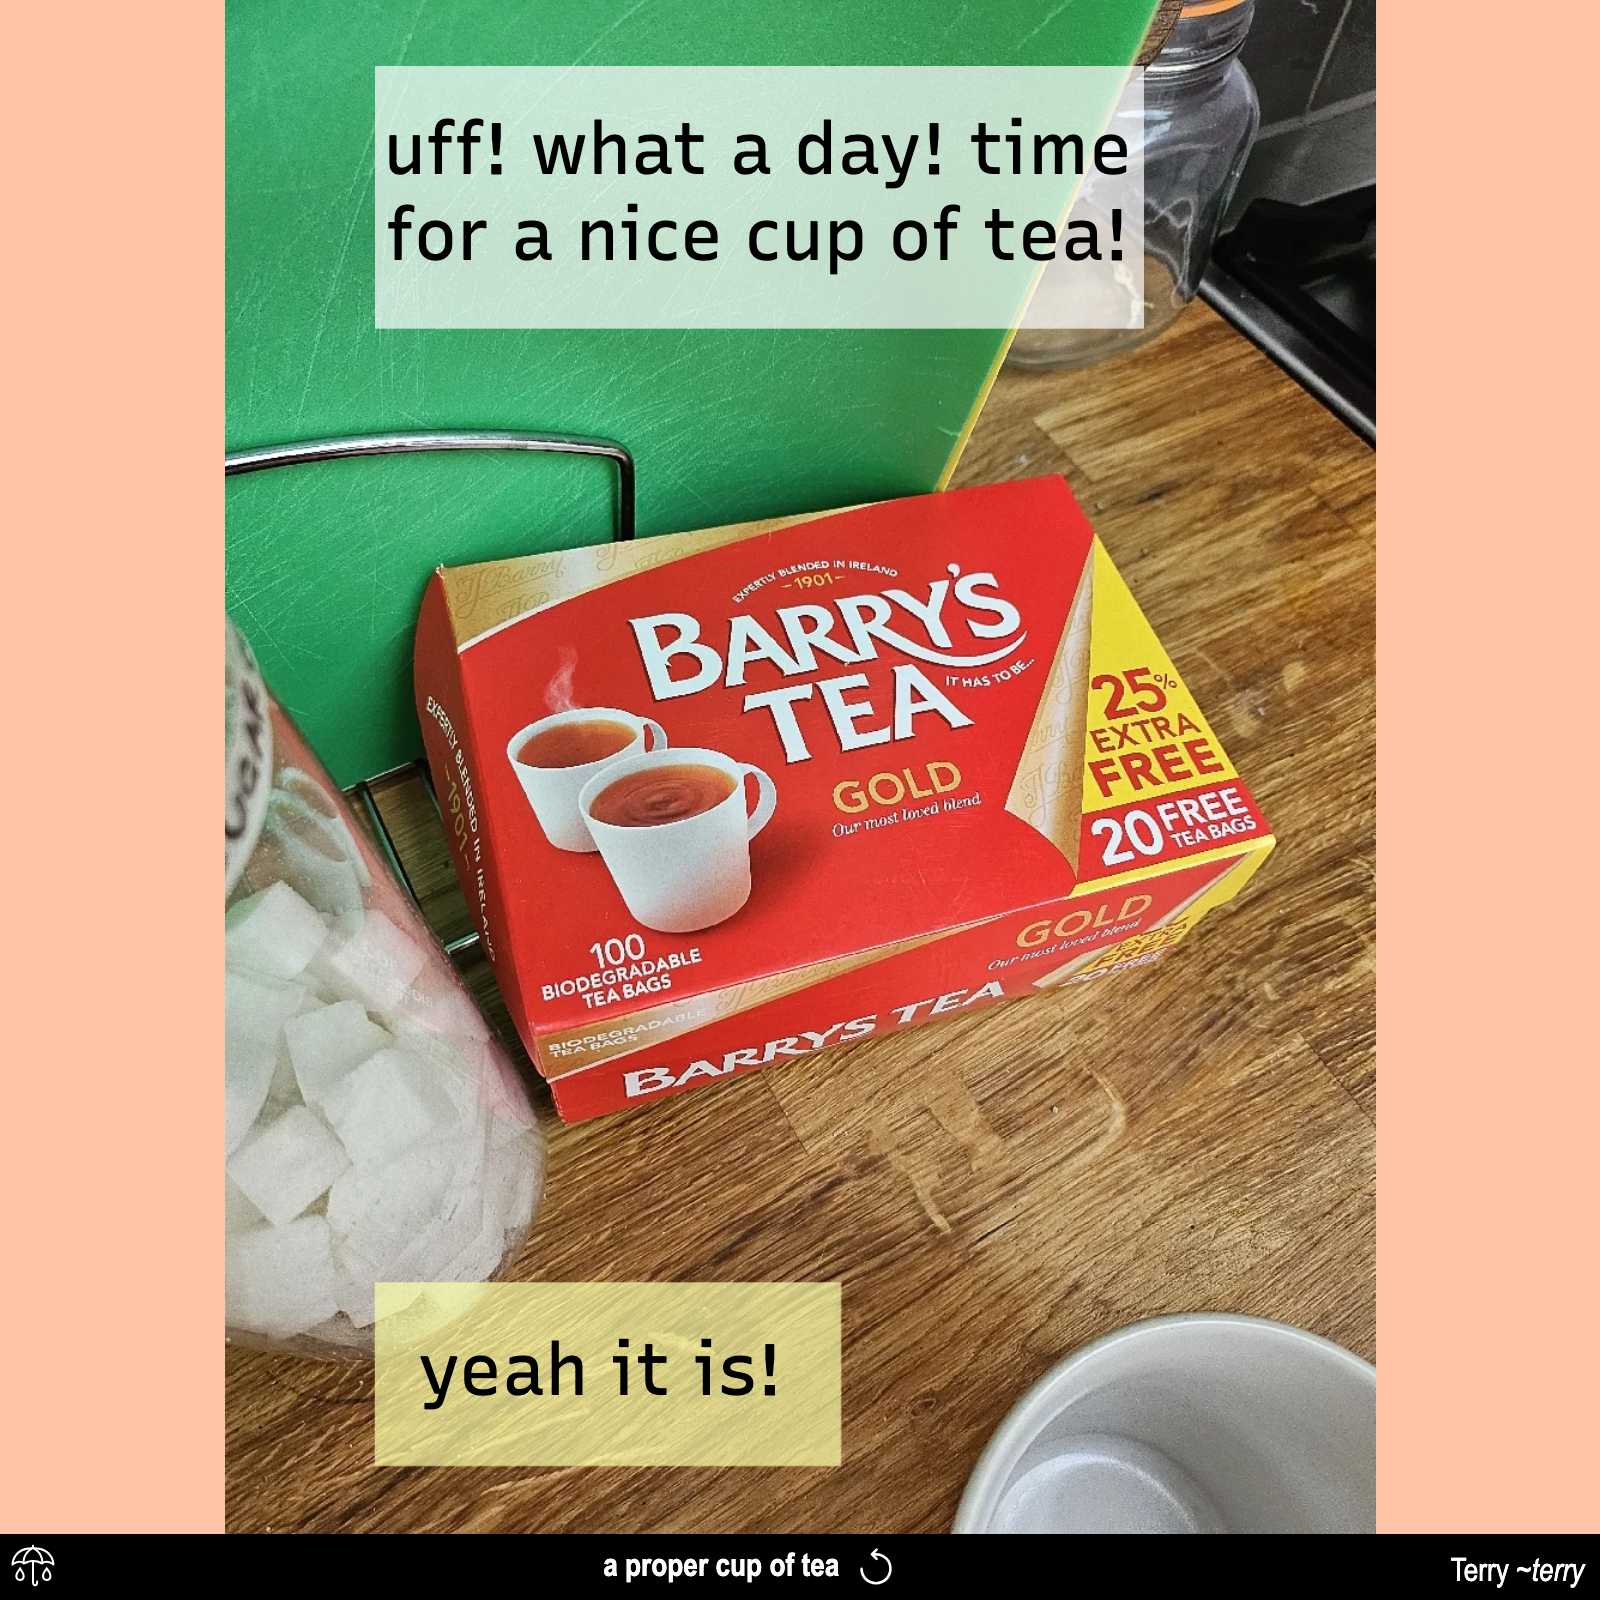 uff! what a day! time
for a nice cup of tea!
EXPERTLY BLENDED IN IRELAND
-1901-
BARRY'S
TEA
IT HAS TO BE...
GOLD
Our most loved blend
25%
EXTRA
FREE
20 FREE
TEA BAGS
100
BIODEGRADABLE
TEA BAGS
EXPERTLY BLENDED IN IRELAND
-1901-
GOLD
Our most loved blend
BIODEGRADABLE
TEA BAGS
BARRYS TEA
yeah it is!
a proper cup of tea
Terry ~terry